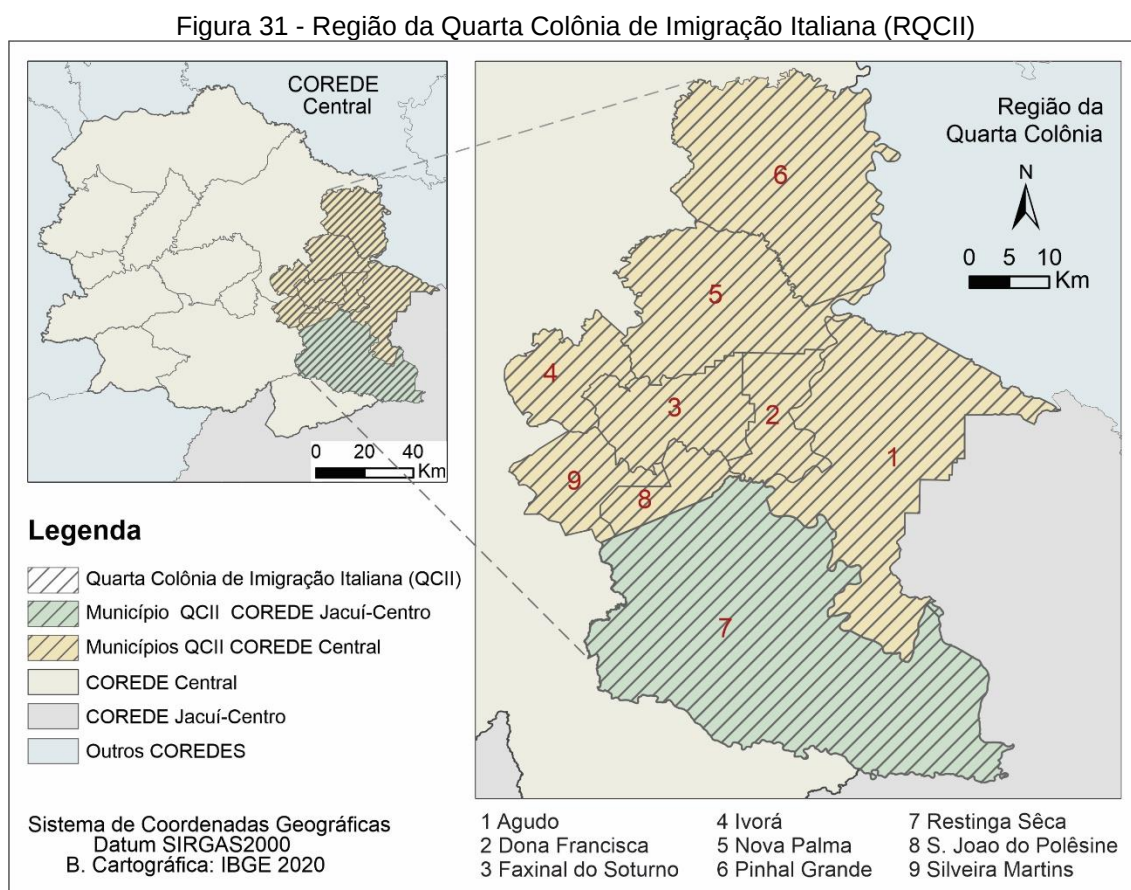 Figura 31 - Região da Quarta Colônia de Imigração Italiana (RQCII)
COREDE
Central
0 20 40
Km
Região da
Quarta Colônia
N
0 5 10
Km
6
5
4
3
2
1
9
8
7
Legenda
Quarta Colônia de Imigração Italiana (QCII)
Município QCII COREDE Jacuí-Centro
Municípios QCII COREDE Central
COREDE Central
COREDE Jacuí-Centro
Outros COREDES
Sistema de Coordenadas Geográficas
Datum SIRGAS2000
B. Cartográfica: IBGE 2020
1 Agudo
2 Dona Francisca
3 Faxinal do Soturno
4 Ivorá
5 Nova Palma
6 Pinhal Grande
7 Restinga Sêca
8 S. Joao do Polêsine
9 Silveira Martins